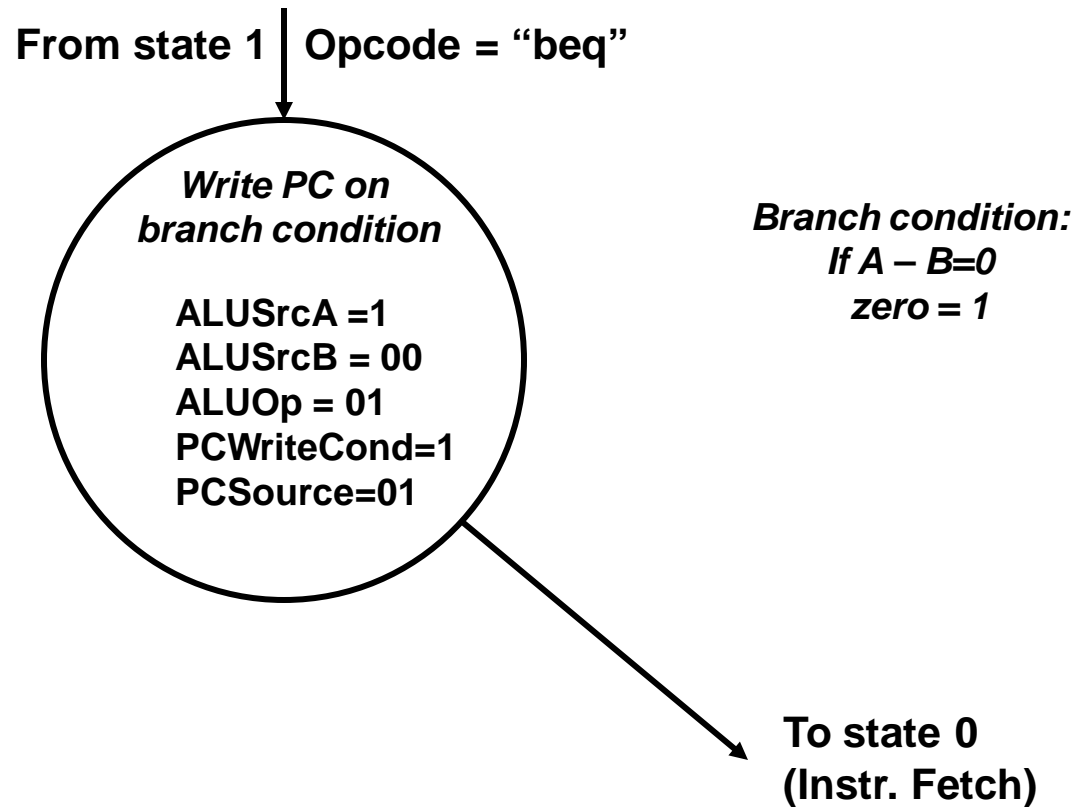 From state 1 Opcode = “beq”
Write PC on
branch condition
ALUSrcA =1
ALUSrcB = 00
ALUOp = 01
PCWriteCond=1
PCSource=01
Branch condition:
If A – B=0
zero = 1
To state 0
(Instr. Fetch)